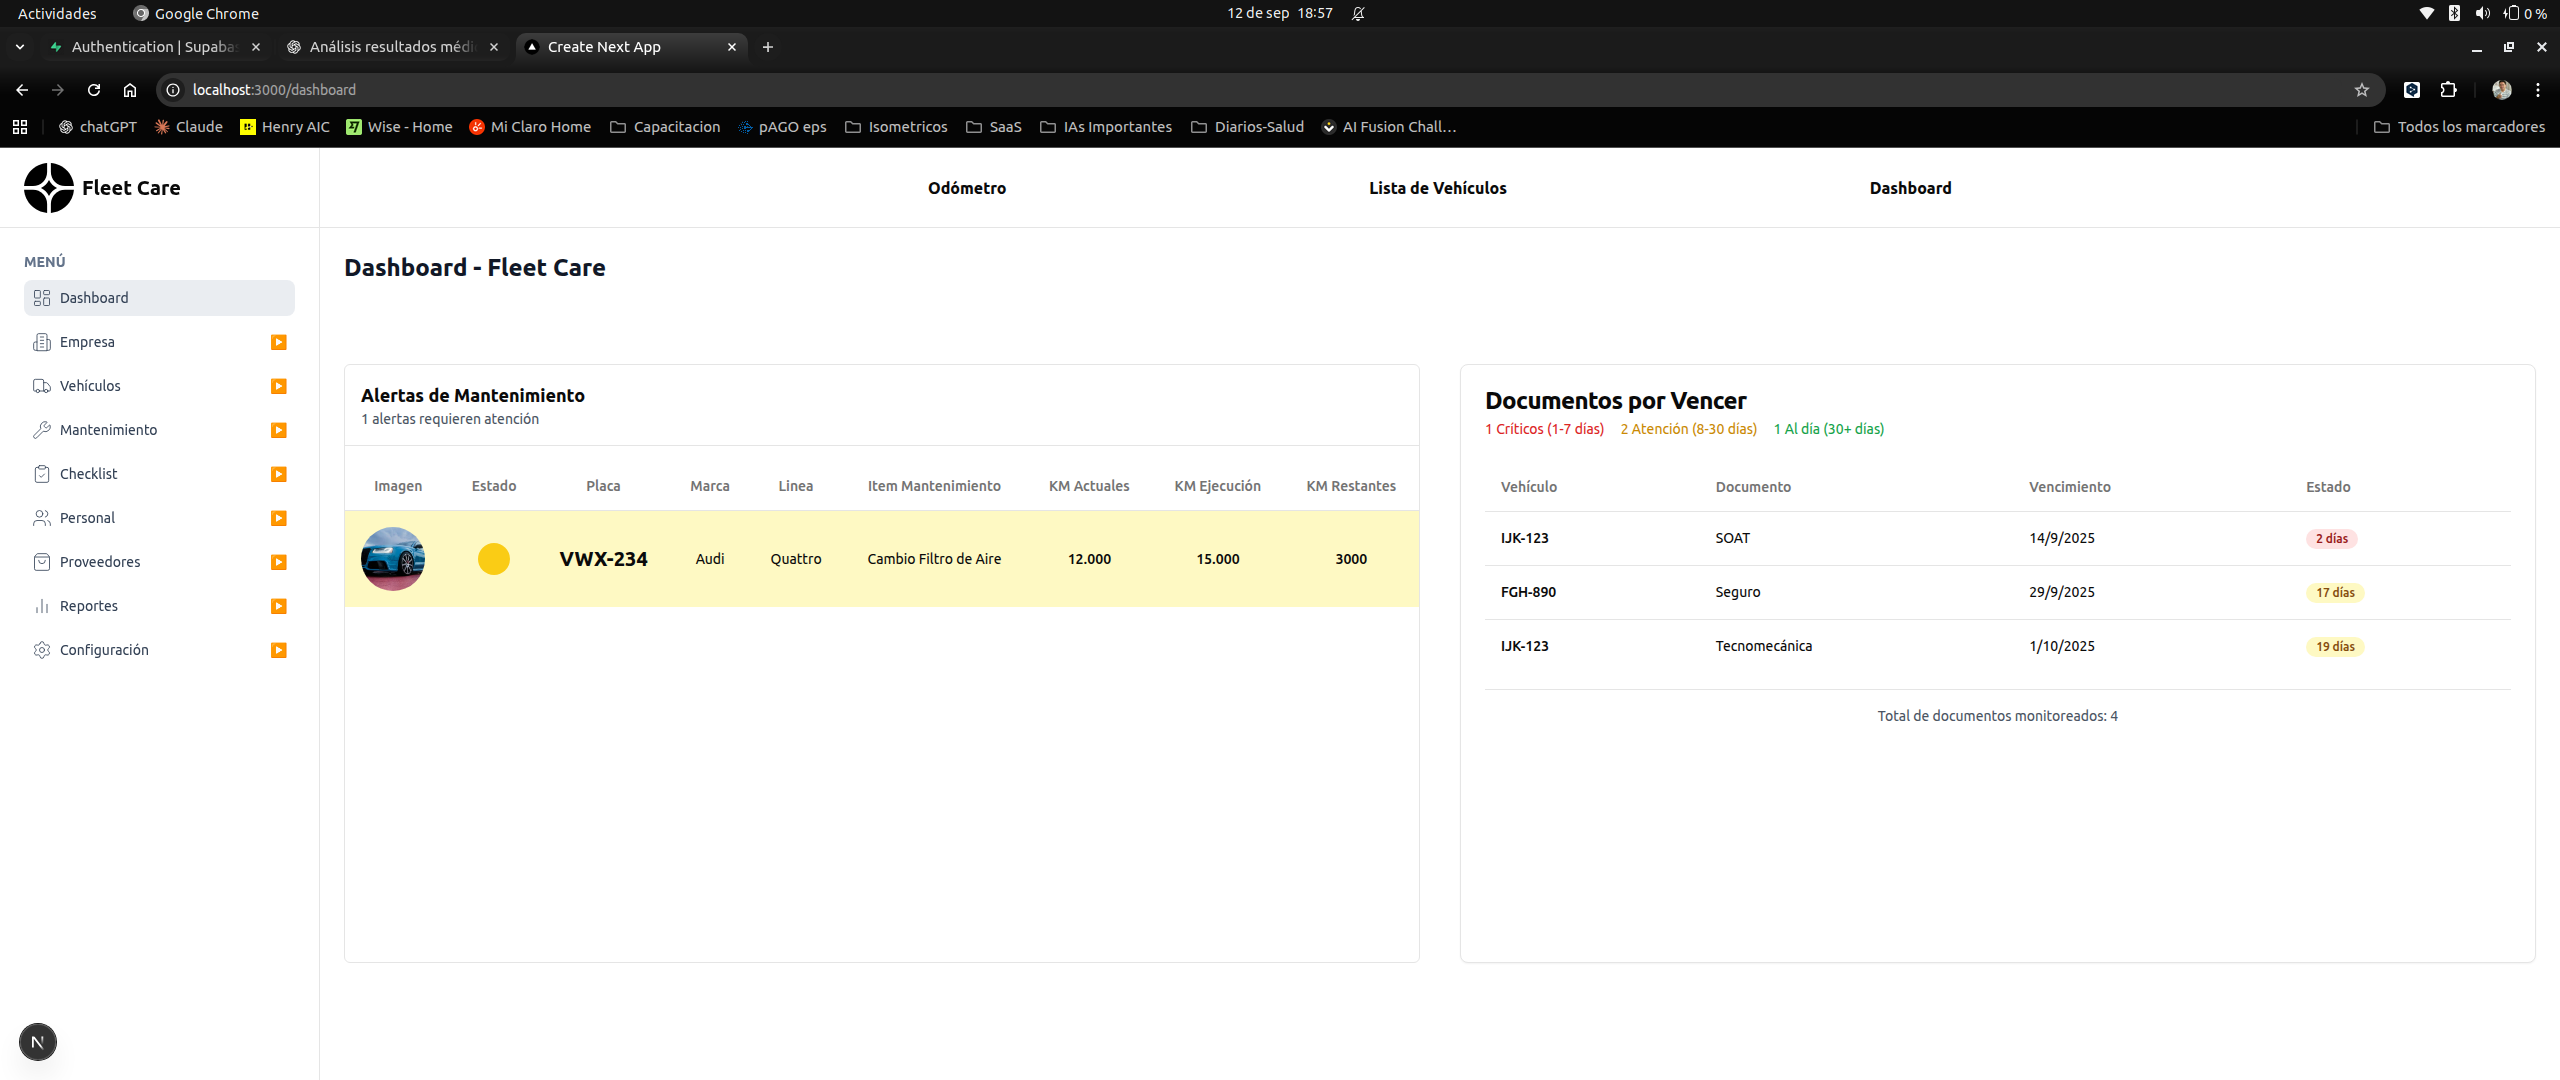 Actividades Google Chrome 12 de sep 18:57 0 %
Authentication | Supabas Análisis resultados médi Create Next App
localhost:3000/dashboard
chatGPT Claude Henry AIC Wise - Home Mi Claro Home Capacitacion pAGO eps Isometricos SaaS IAs Importantes Diarios-Salud AI Fusion Chall... Todos los marcadores
Fleet Care
Odómetro Lista de Vehículos Dashboard
MENÚ
Dashboard
Empresa
Vehículos
Mantenimiento
Checklist
Personal
Proveedores
Reportes
Configuración
N
Dashboard - Fleet Care
Alertas de Mantenimiento
1 alertas requieren atención
Imagen Estado Placa Marca Linea Item Mantenimiento KM Actuales KM Ejecución KM Restantes
VWX-234 Audi Quattro Cambio Filtro de Aire 12.000 15.000 3000
Documentos por Vencer
1 Críticos (1-7 días) 2 Atención (8-30 días) 1 Al día (30+ días)
Vehículo Documento Vencimiento Estado
IJK-123 SOAT 14/9/2025 2 días
FGH-890 Seguro 29/9/2025 17 días
IJK-123 Tecnomecánica 1/10/2025 19 días
Total de documentos monitoreados: 4